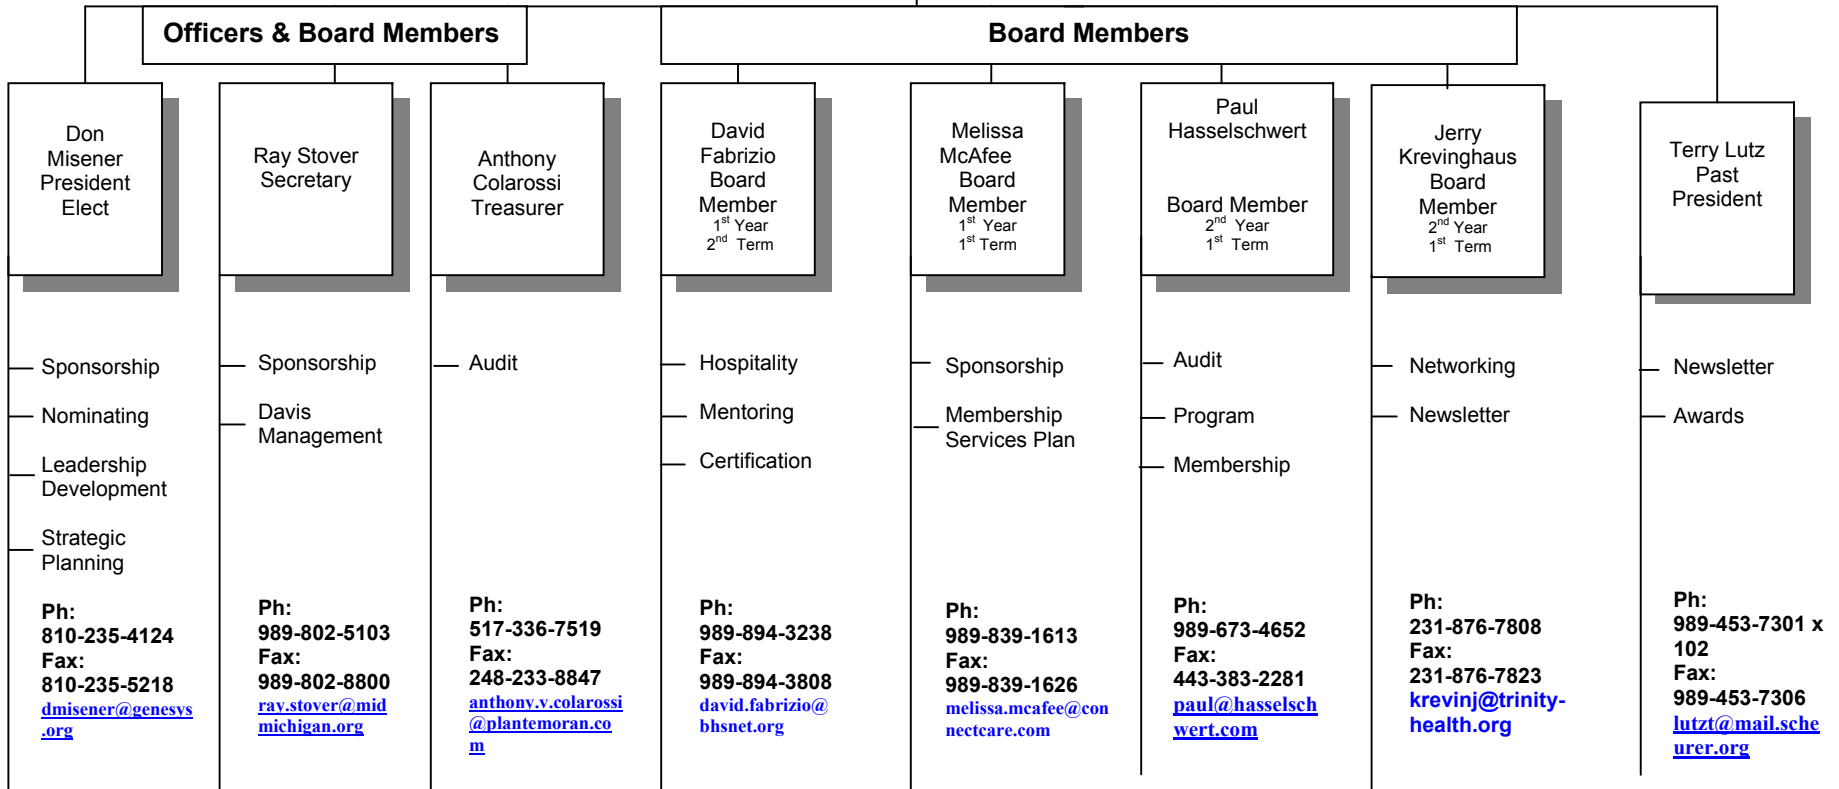 Officers & Board Members
Board Members
Don
Misener
President
Elect
Ray Stover
Secretary
Anthony
Colarossi
Treasurer
David
Fabrizio
Board
Member
1st Year
2nd Term
Melissa
McAfee
Board
Member
1st Year
1st Term
Paul
Hasselschwert
Board Member
2nd Year
1st Term
Jerry
Krevinghaus
Board
Member
2nd Year
1st Term
Terry Lutz
Past
President
Sponsorship
Nominating
Leadership
Development
Strategic
Planning
Ph:
810-235-4124
Fax:
810-235-5218
dmisener@genesys
.org
Sponsorship
Davis
Management
Ph:
989-802-5103
Fax:
989-802-8800
ray.stover@mid
michigan.org
Audit
Ph:
517-336-7519
Fax:
248-233-8847
anthony.v.colarossi
@plantemoran.co
m
Hospitality
Mentoring
Certification
Ph:
989-894-3238
Fax:
989-894-3808
david.fabrizio@
bhsnet.org
Sponsorship
Membership
Services Plan
Ph:
989-839-1613
Fax:
989-839-1626
melissa.mcafee@con
nectcare.com
Audit
Program
Membership
Ph:
989-673-4652
Fax:
443-383-2281
paul@hasselsch
wert.com
Networking
Newsletter
Ph:
231-876-7808
Fax:
231-876-7823
krevinj@trinity-
health.org
Newsletter
Awards
Ph:
989-453-7301 x
102
Fax:
989-453-7306
lutzt@mail.sche
urer.org